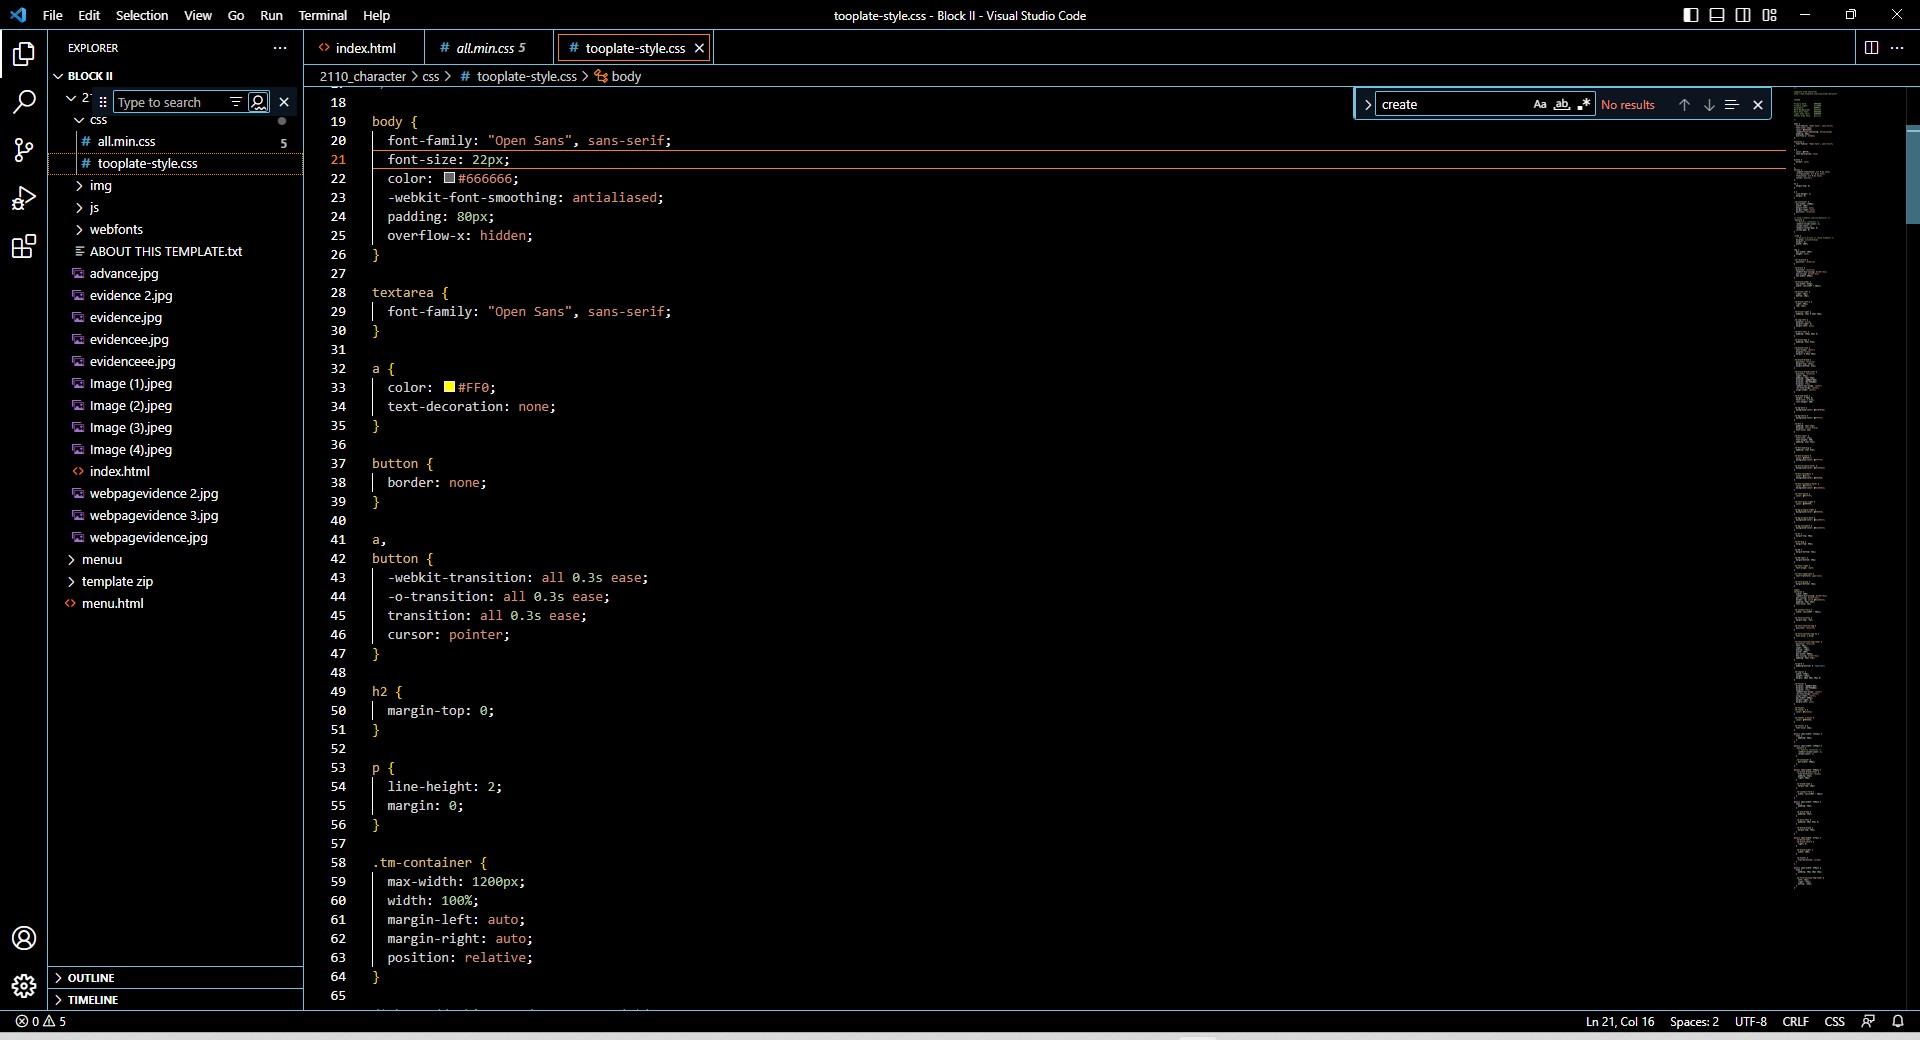 File Edit Selection View Go Run Terminal Help
tooplate-style.css - Block II - Visual Studio Code
EXPLORER
BLOCK II
Type to search
css
# all.min.css 5
# tooplate-style.css
img
js
webfonts
ABOUT THIS TEMPLATE.txt
advance.jpg
evidence 2.jpg
evidence.jpg
evidencee.jpg
evidenceee.jpg
Image (1).jpeg
Image (2).jpeg
Image (3).jpeg
Image (4).jpeg
<> index.html
webpagevidence 2.jpg
webpagevidence 3.jpg
webpagevidence.jpg
menuu
template zip
<> menu.html
OUTLINE
TIMELINE
<> index.html # all.min.css 5 # tooplate-style.css
2110_character > css > # tooplate-style.css > body
create Aa ab No results
18
19 body {
20 font-family: "Open Sans", sans-serif;
21 font-size: 22px;
22 color: #666666;
23 -webkit-font-smoothing: antialiased;
24 padding: 80px;
25 overflow-x: hidden;
26 }
27
28 textarea {
29 font-family: "Open Sans", sans-serif;
30 }
31
32 a {
33 color: #FF0;
34 text-decoration: none;
35 }
36
37 button {
38 border: none;
39 }
40
41 a,
42 button {
43 -webkit-transition: all 0.3s ease;
44 -o-transition: all 0.3s ease;
45 transition: all 0.3s ease;
46 cursor: pointer;
47 }
48
49 h2 {
50 margin-top: 0;
51 }
52
53 p {
54 line-height: 2;
55 margin: 0;
56 }
57
58 .tm-container {
59 max-width: 1200px;
60 width: 100%;
61 margin-left: auto;
62 margin-right: auto;
63 position: relative;
64 }
65
0 5
Ln 21, Col 16 Spaces: 2 UTF-8 CRLF CSS